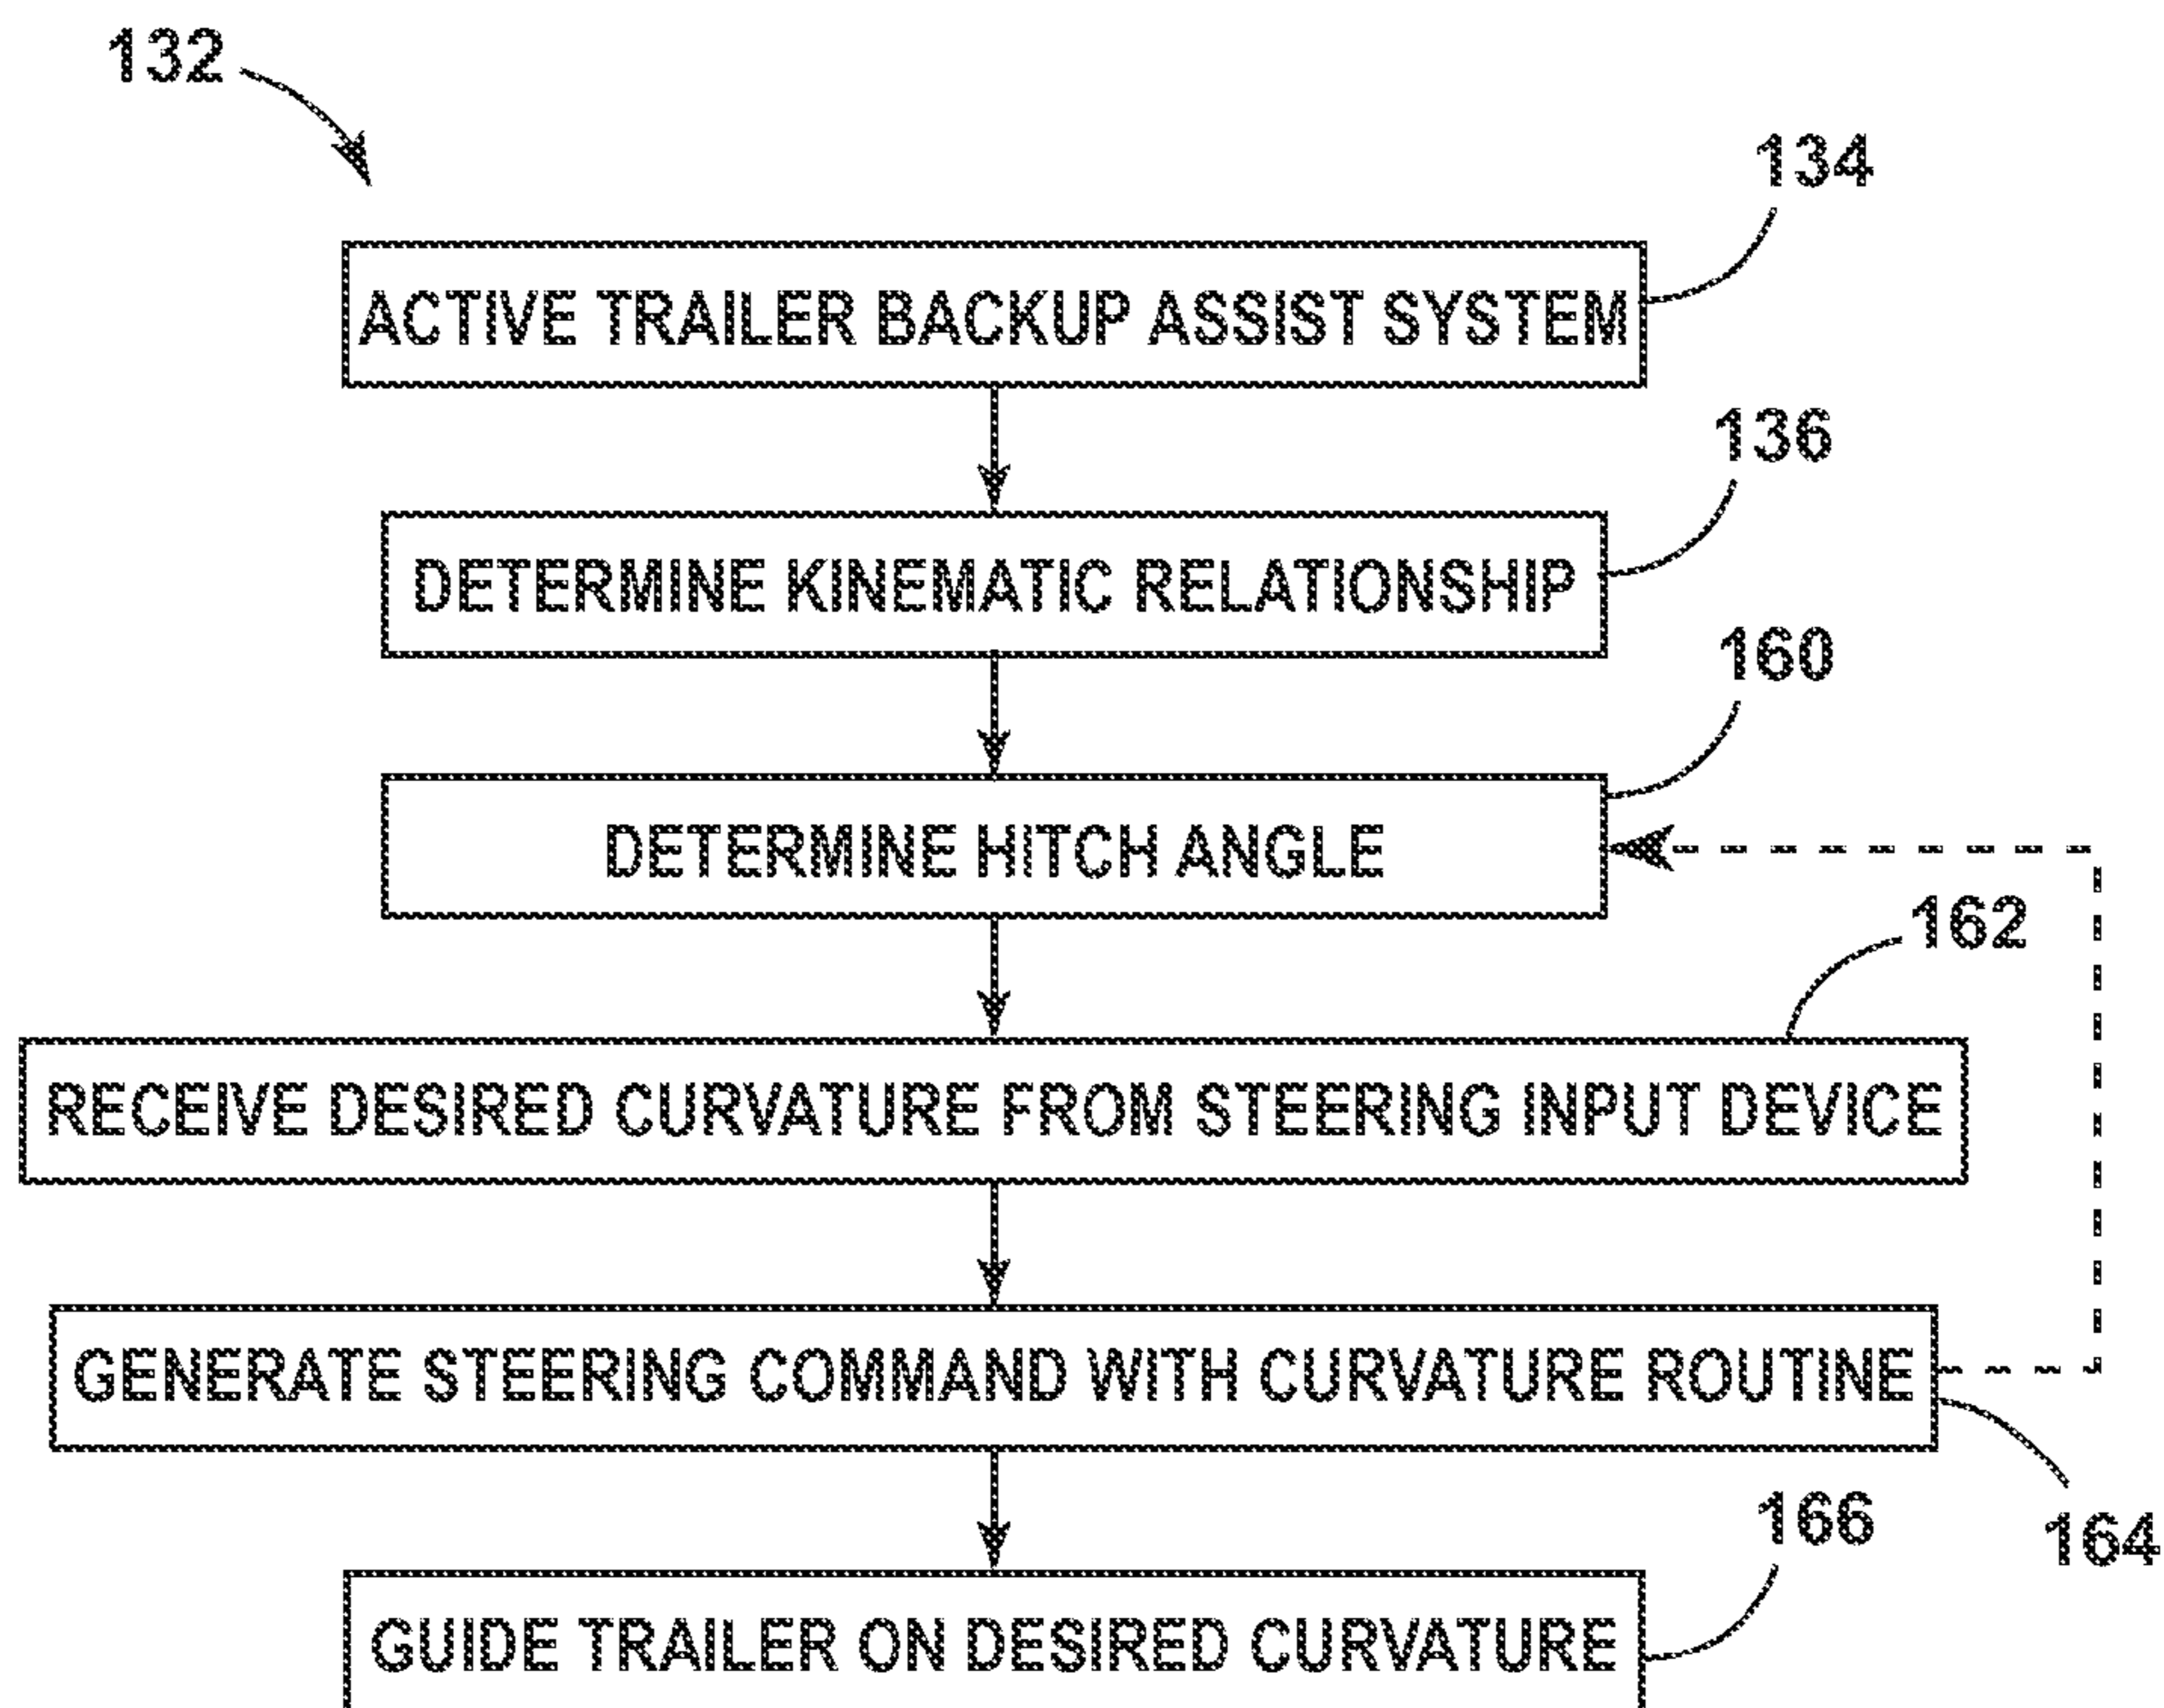 132
134
ACTIVE TRAILER BACKUP ASSIST SYSTEM
136
DETERMINE KINEMATIC RELATIONSHIP
160
DETERMINE HITCH ANGLE
162
RECEIVE DESIRED CURVATURE FROM STEERING INPUT DEVICE
GENERATE STEERING COMMAND WITH CURVATURE ROUTINE
164
166
GUIDE TRAILER ON DESIRED CURVATURE